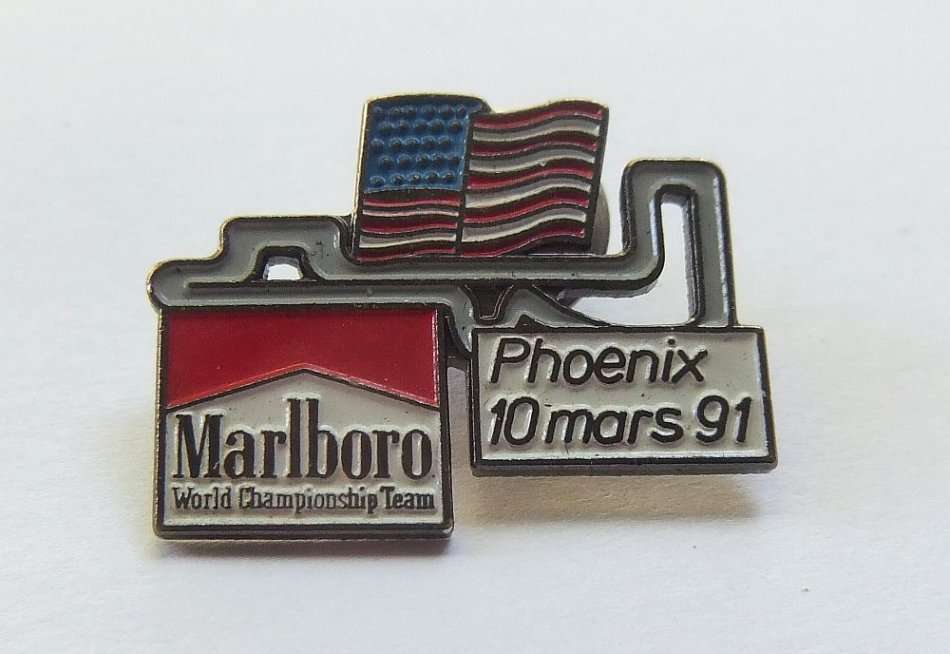 Marlboro
World Championship Team
Phoenix
10 mars 91